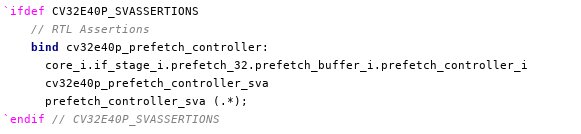 `ifdef CV32E40P_SVASSERTIONS
// RTL Assertions
bind cv32e40p_prefetch_controller:
core_i.if_stage_i.prefetch_32.prefetch_buffer_i.prefetch_controller_i
cv32e40p_prefetch_controller_sva
prefetch_controller_sva (.*);
`endif // CV32E40P_SVASSERTIONS